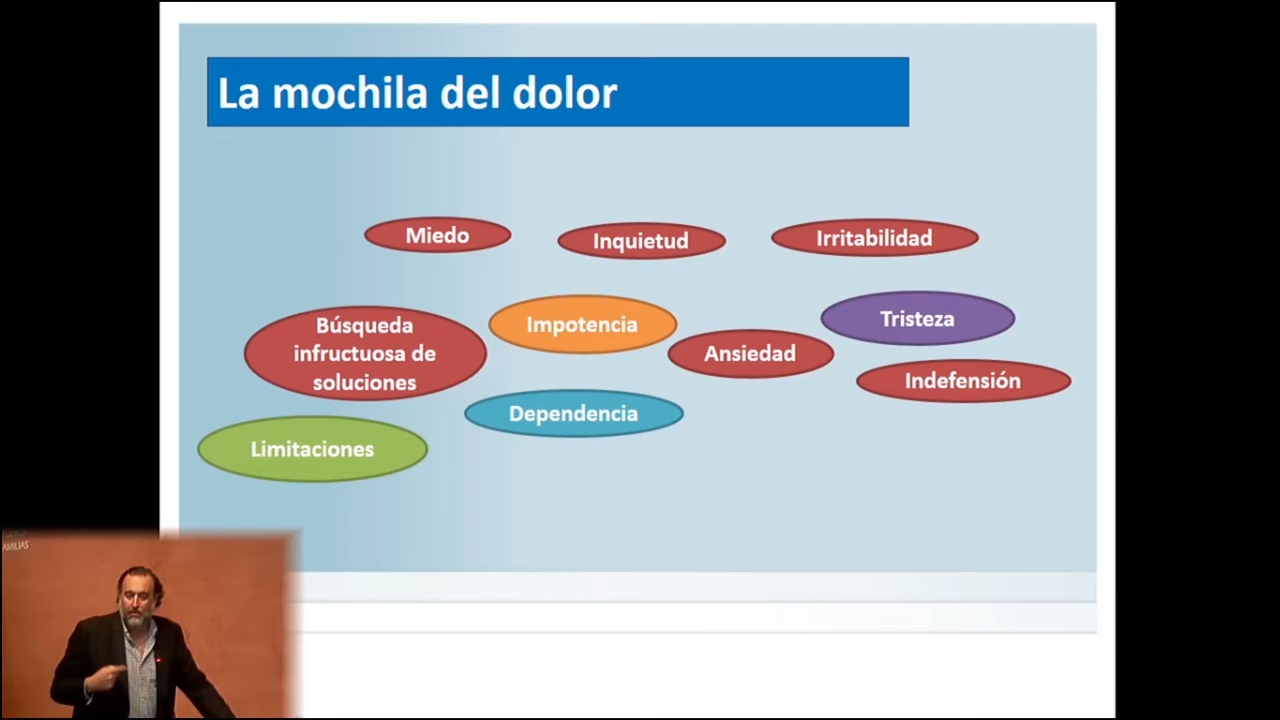 La mochila del dolor
Miedo
Inquietud
Irritabilidad
Búsqueda
infructuosa de
soluciones
Impotencia
Ansiedad
Tristeza
Indefensión
Dependencia
Limitaciones